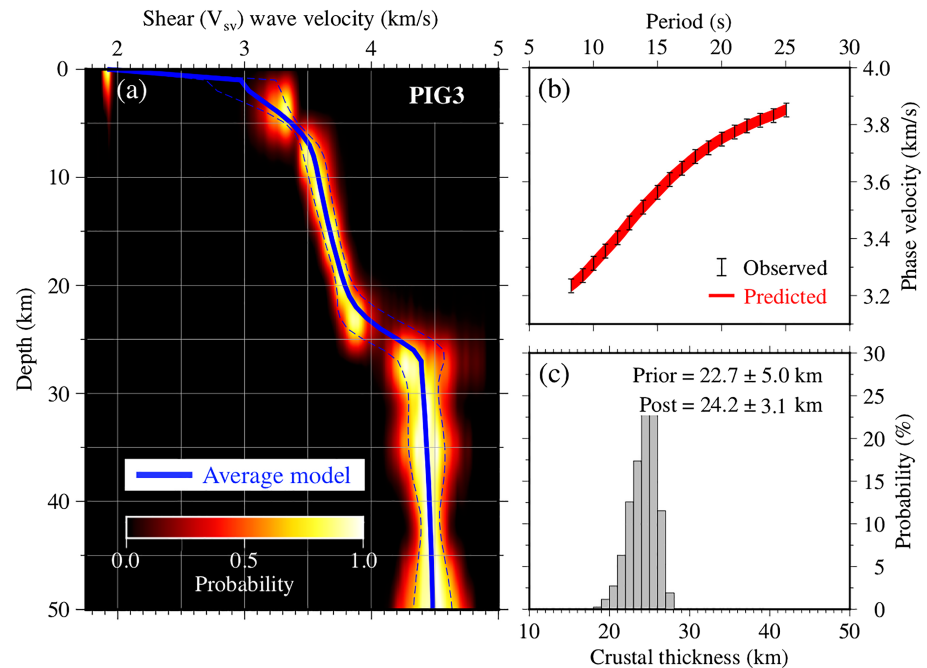 Shear (Vsv) wave velocity (km/s)
2 3 4 5
0
10
20
30
40
50
Depth (km)
(a)
PIG3
Average model
0.0 0.5 1.0
Probability
Period (s)
5 10 15 20 25 30
(b)
4.0
3.8
3.6
3.4
3.2
Phase velocity (km/s)
Observed
Predicted
(c)
Prior = 22.7 ± 5.0 km
Post = 24.2 ± 3.1 km
30
25
20
15
10
5
0
Probability (%)
10 20 30 40 50
Crustal thickness (km)